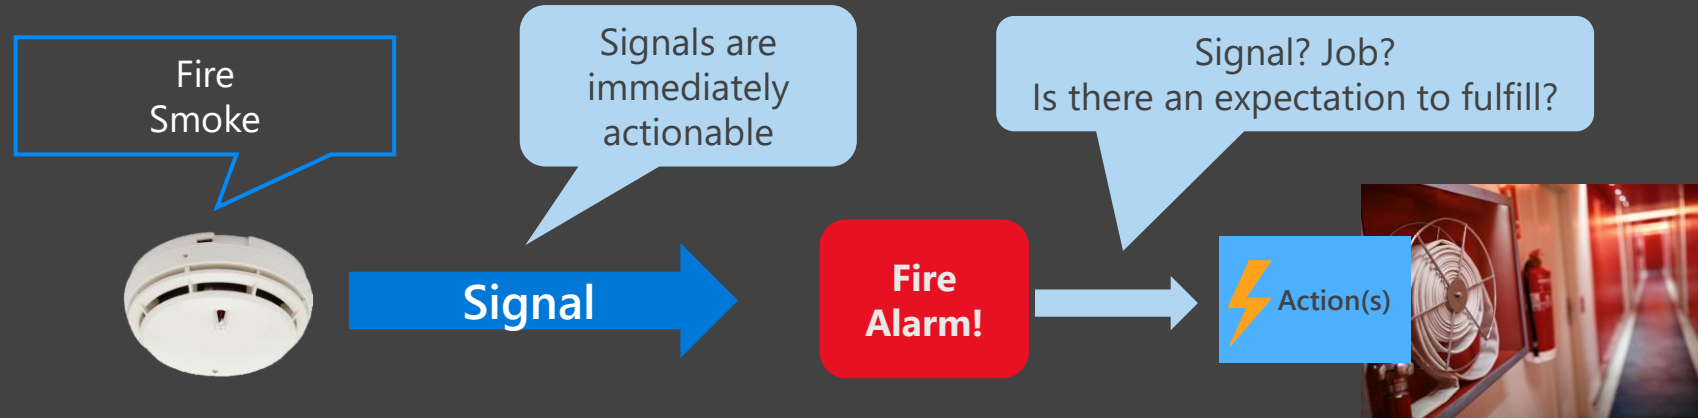 Fire
Smoke
Signals are
immediately
actionable
Signal? Job?
Is there an expectation to fulfill?
Signal
Fire
Alarm!
Action(s)